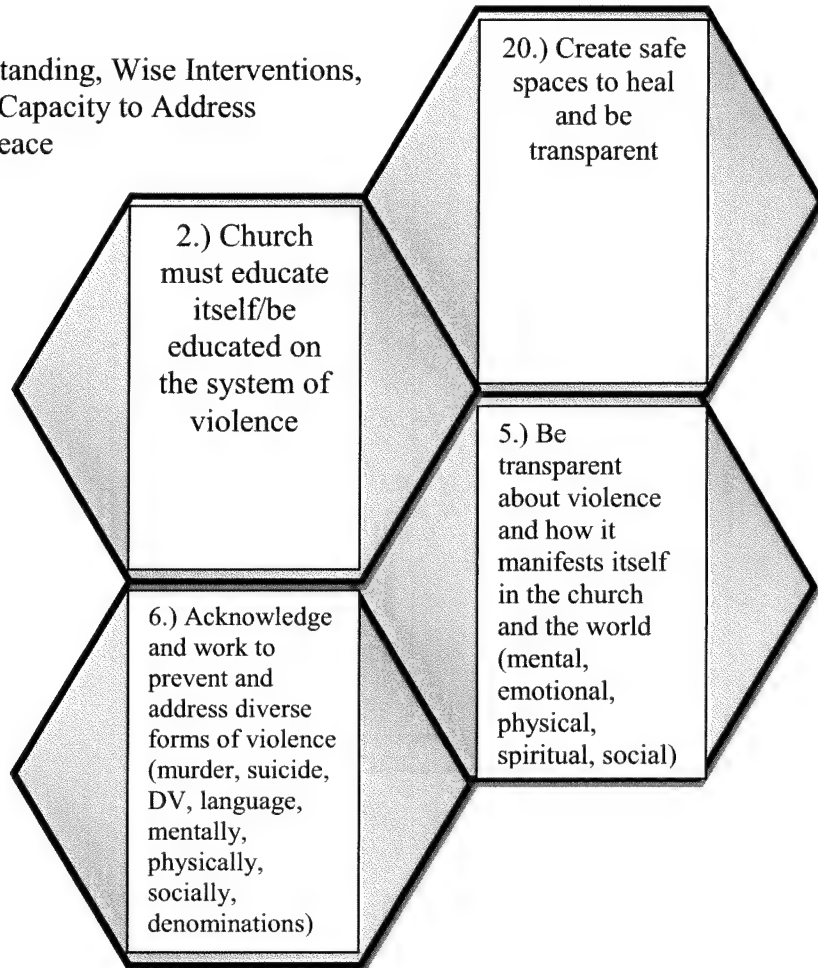 Wise Interventions,
Capacity to Address
20.) Create safe
spaces to heal
and be
transparent
2.) Church
must educate
itself/be
educated on
the system of
violence
5.) Be
transparent
about violence
and how it
manifests itself
in the church
and the world
(mental,
emotional,
physical,
spiritual, social)
6.) Acknowledge
and work to
prevent and
address diverse
forms of violence
(murder, suicide,
DV, language,
mentally,
physically,
socially,
denominations)